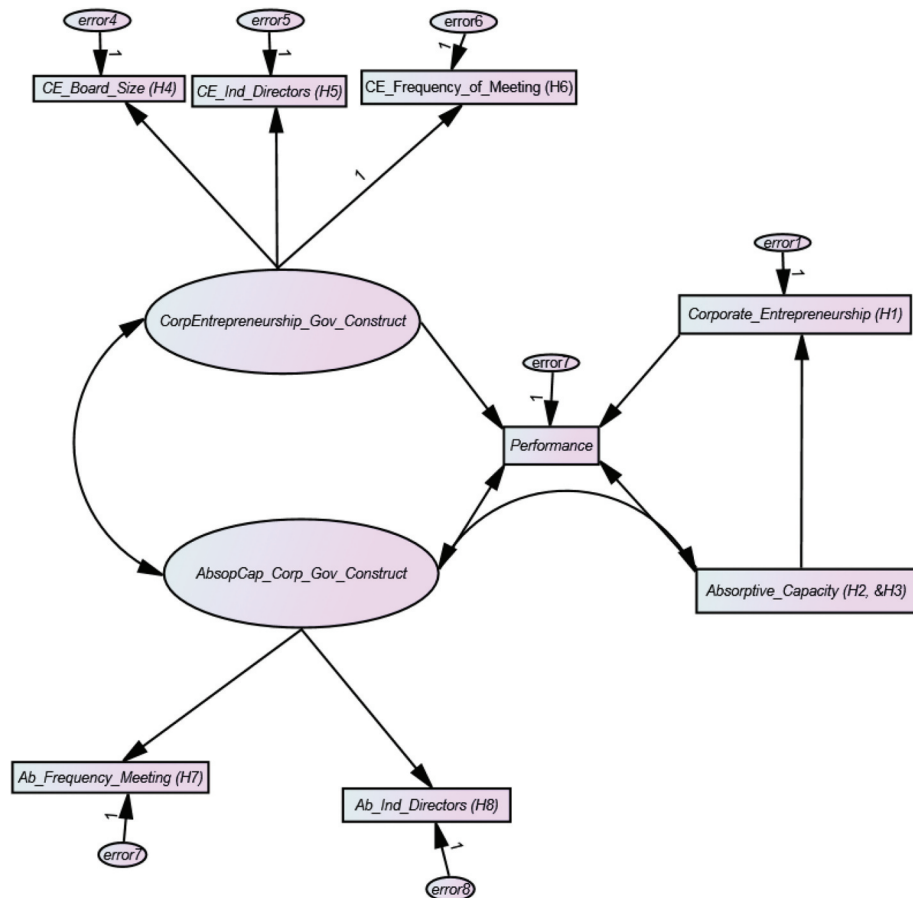 error4
error5
error6
1
1
1
CE_Board_Size (H4)
CE_Ind_Directors (H5)
CE_Frequency_of_Meeting (H6)
1
error1
1
CorpEntrepreneurship_Gov_Construct
Corporate_Entrepreneurship (H1)
error7
1
Performance
AbsopCap_Corp_Gov_Construct
Absorptive_Capacity (H2, &H3)
Ab_Frequency_Meeting (H7)
Ab_Ind_Directors (H8)
1
1
error7
error8